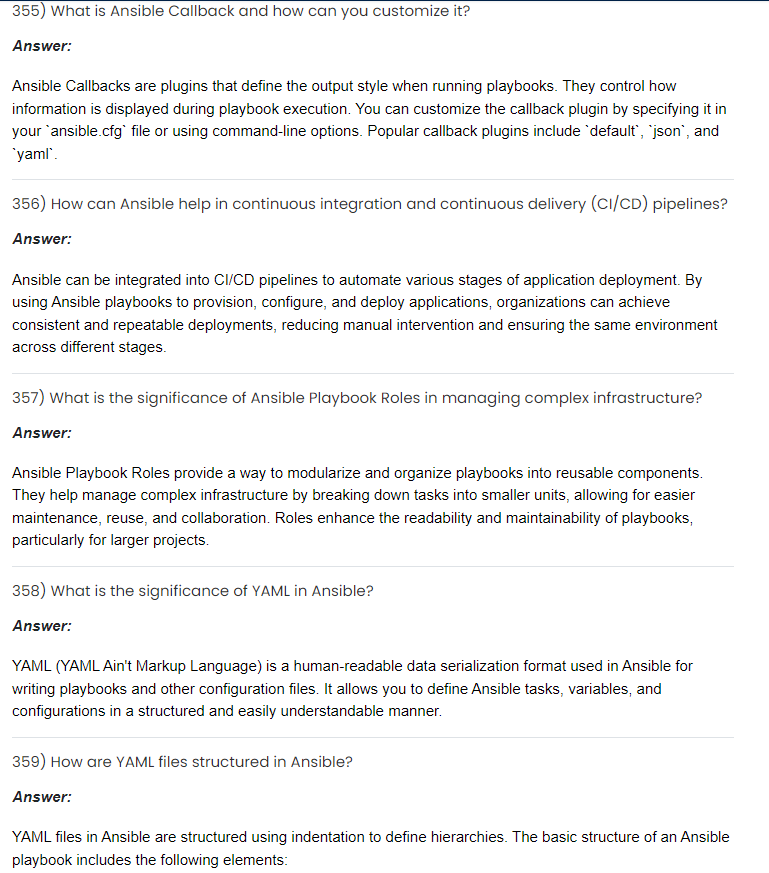 355) What is Ansible Callback and how can you customize it?
Answer:
Ansible Callbacks are plugins that define the output style when running playbooks. They control how
information is displayed during playbook execution. You can customize the callback plugin by specifying it in
your `ansible.cfg` file or using command-line options. Popular callback plugins include `default`, `json`, and
`yaml`.
356) How can Ansible help in continuous integration and continuous delivery (CI/CD) pipelines?
Answer:
Ansible can be integrated into CI/CD pipelines to automate various stages of application deployment. By
using Ansible playbooks to provision, configure, and deploy applications, organizations can achieve
consistent and repeatable deployments, reducing manual intervention and ensuring the same environment
across different stages.
357) What is the significance of Ansible Playbook Roles in managing complex infrastructure?
Answer:
Ansible Playbook Roles provide a way to modularize and organize playbooks into reusable components.
They help manage complex infrastructure by breaking down tasks into smaller units, allowing for easier
maintenance, reuse, and collaboration. Roles enhance the readability and maintainability of playbooks,
particularly for larger projects.
358) What is the significance of YAML in Ansible?
Answer:
YAML (YAML Ain't Markup Language) is a human-readable data serialization format used in Ansible for
writing playbooks and other configuration files. It allows you to define Ansible tasks, variables, and
configurations in a structured and easily understandable manner.
359) How are YAML files structured in Ansible?
Answer:
YAML files in Ansible are structured using indentation to define hierarchies. The basic structure of an Ansible
playbook includes the following elements: